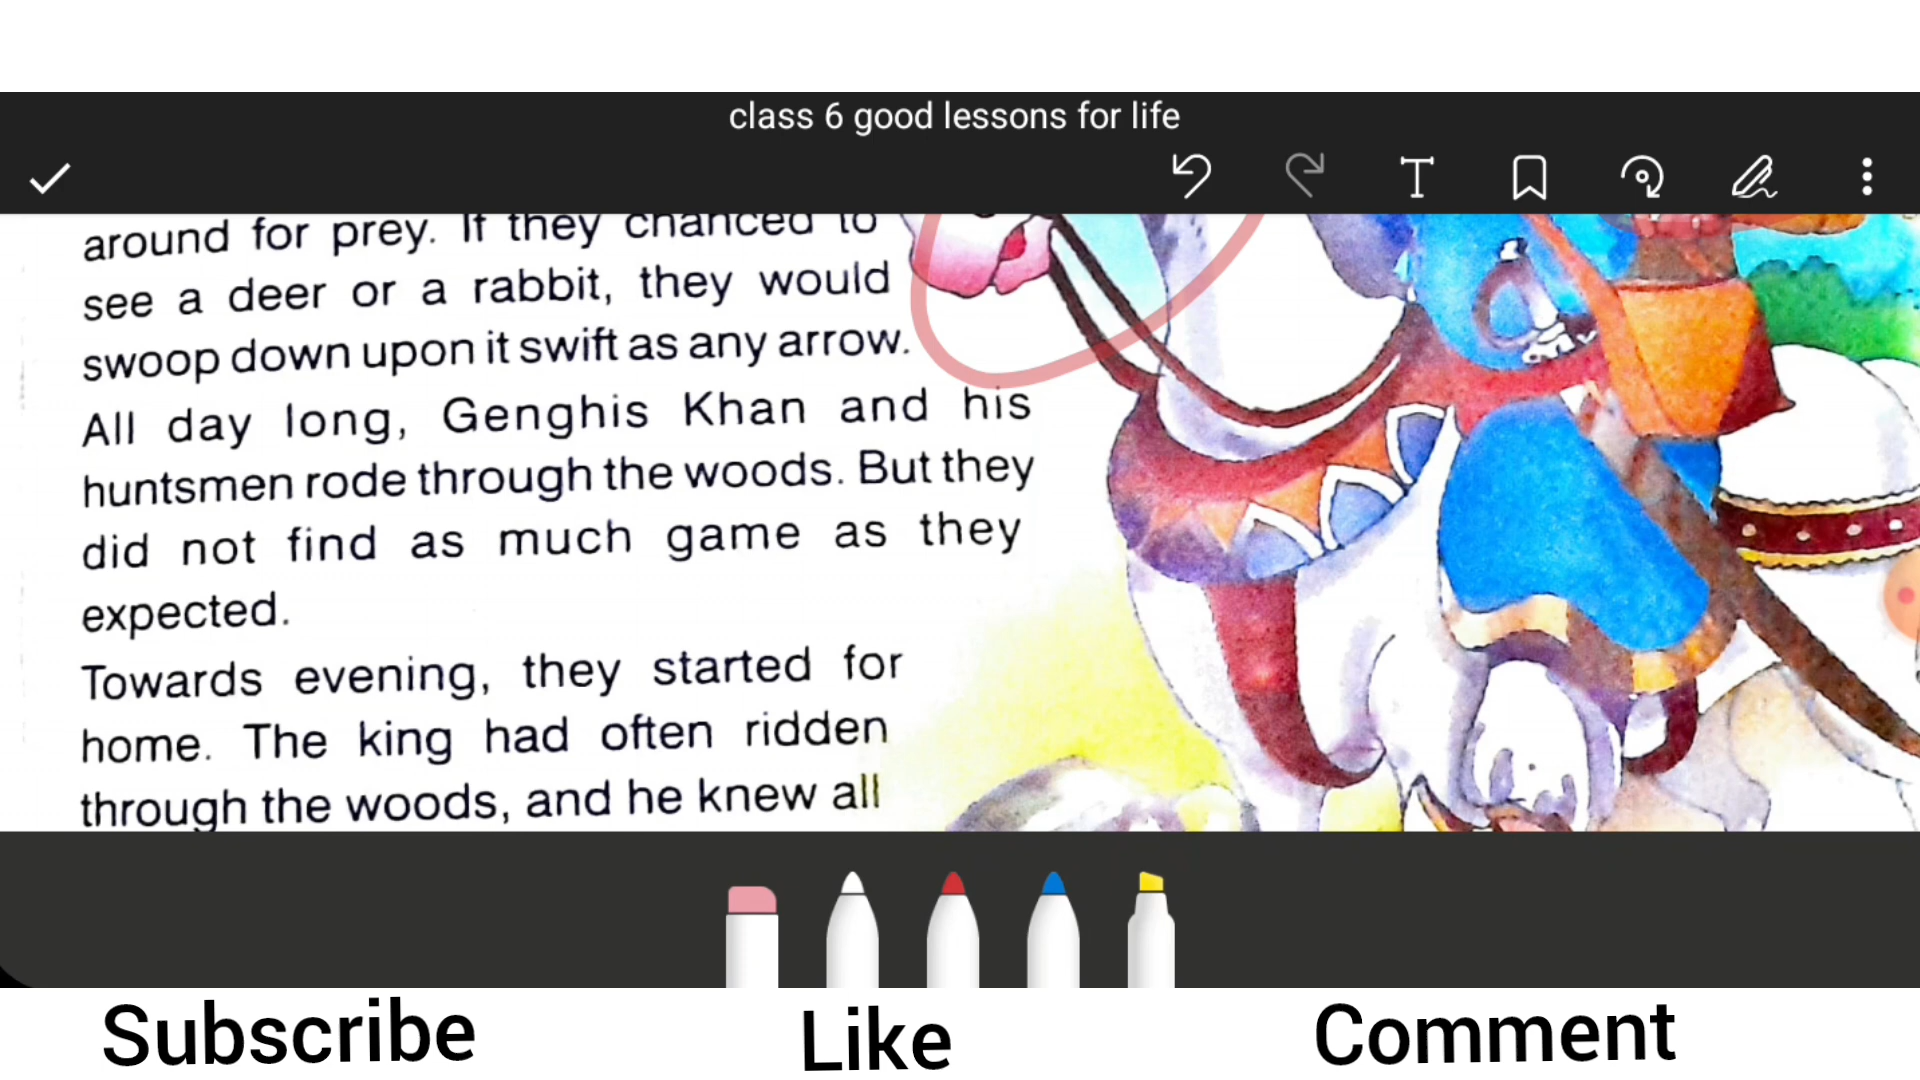 class 6 good lessons for life
around for prey. If they chanced to
see a deer or a rabbit, they would
swoop down upon it swift as any arrow.
All day long, Genghis Khan and his
huntsmen rode through the woods. But they
did not find as much game as they
expected.
Towards evening, they started for
home. The king had often ridden
through the woods, and he knew all
Subscribe Like Comment